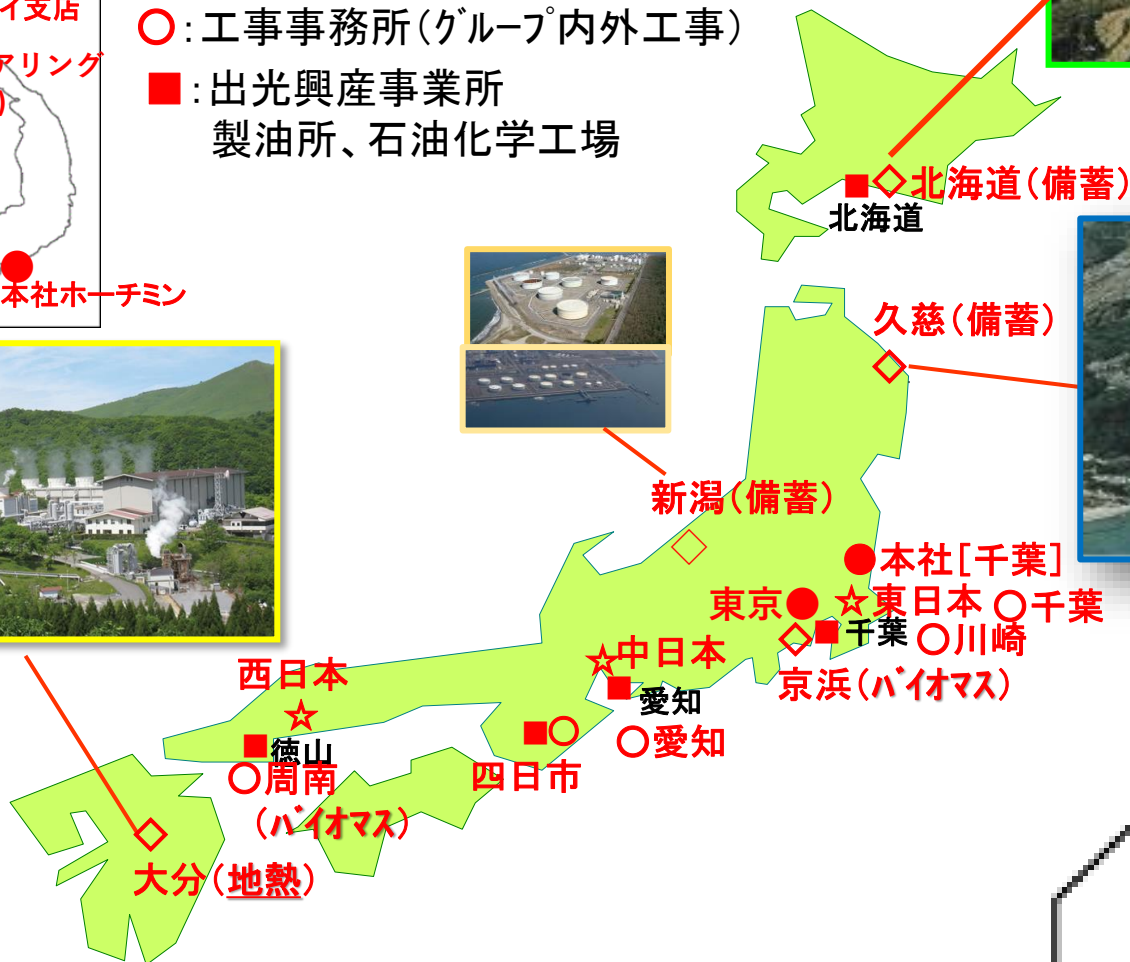 イ支店
アリング
)
本社ホーチミン
○:工事事務所(グループ内外工事)
■:出光興産事業所
製油所、石油化学工場
北海道(備蓄)
北海道
久慈(備蓄)
新潟(備蓄)
本社[千葉]
東京
東日本
千葉
千葉
川崎
京浜(バイオマス)
中日本
愛知
愛知
四日市
西日本
徳山
周南
(バイオマス)
大分(地熱)